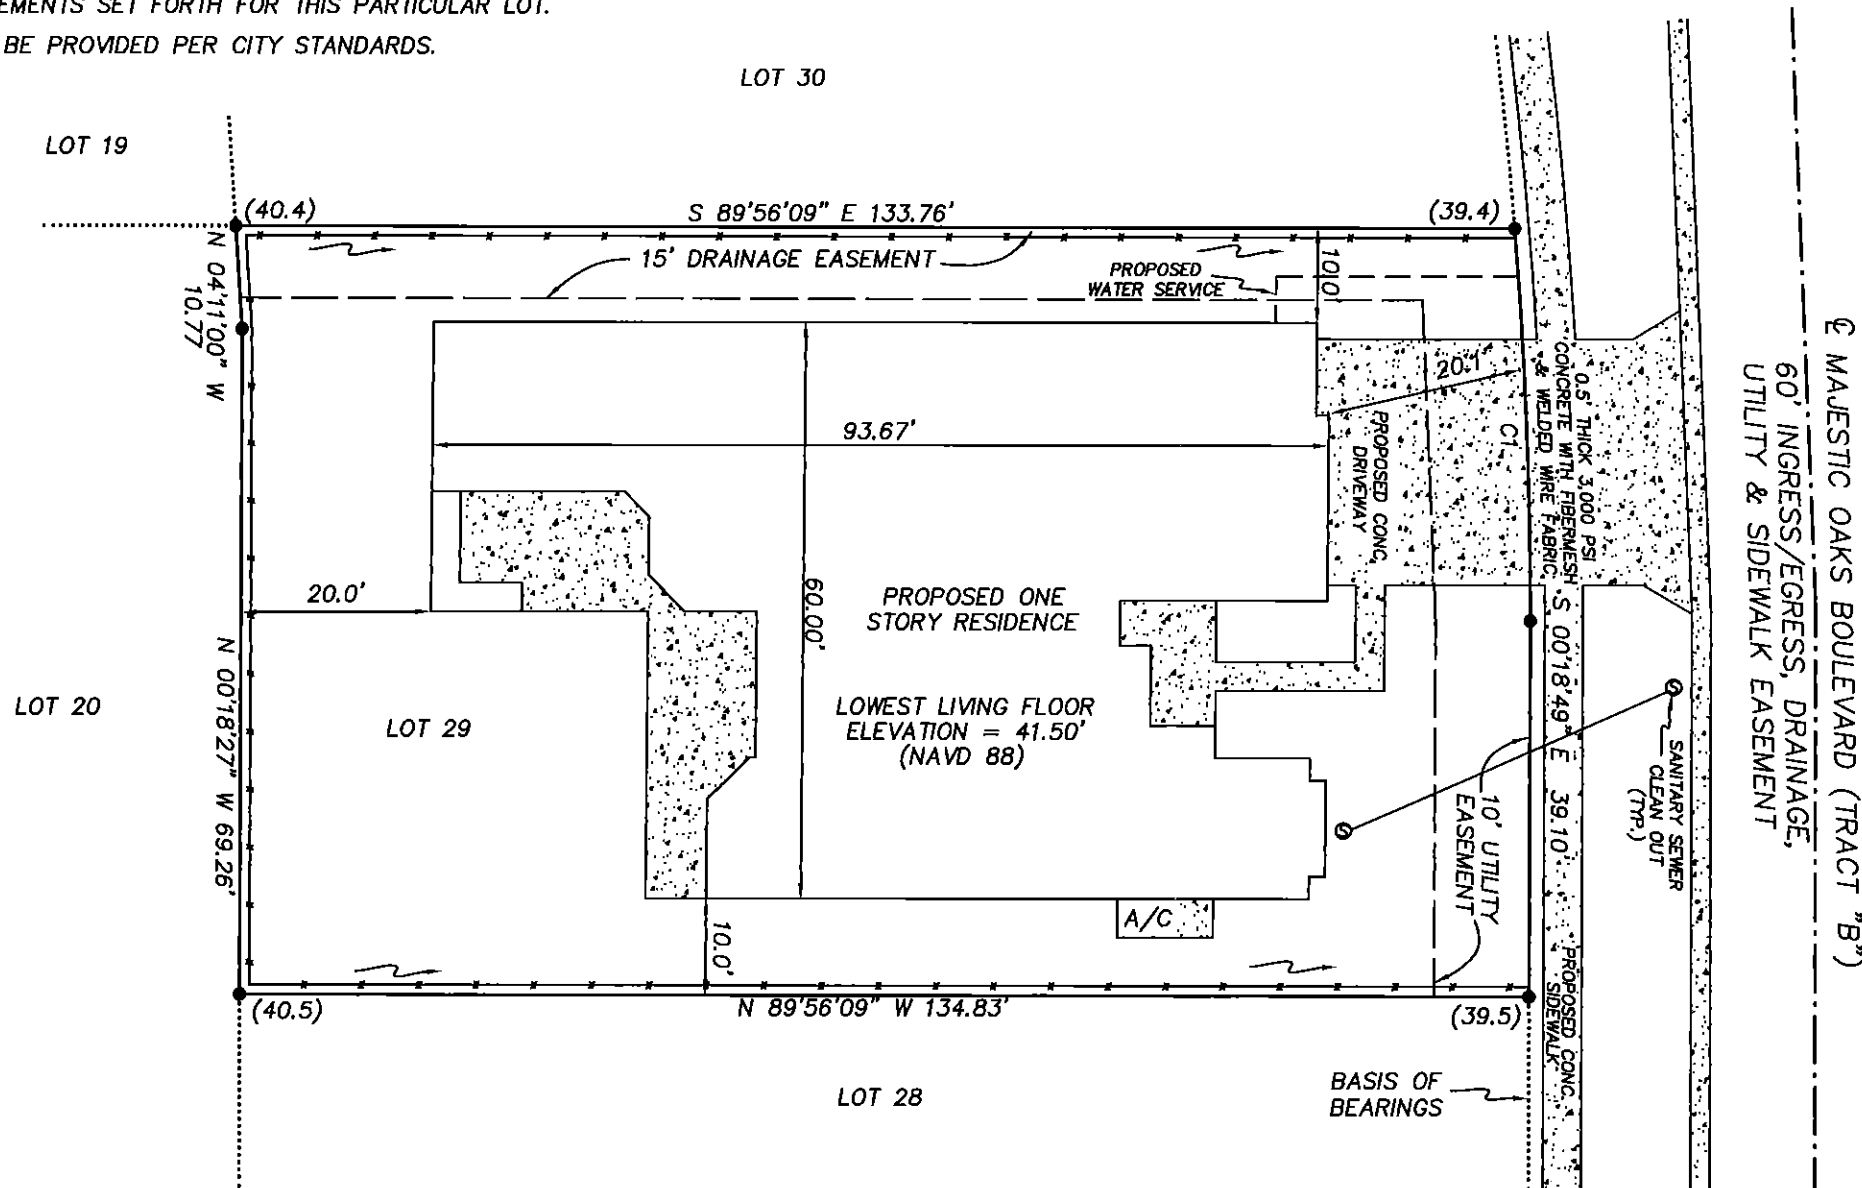 EMENTS SET FORTH FOR THIS PARTICULAR LOT.
BE PROVIDED PER CITY STANDARDS.
LOT 30
LOT 19
(40.4)
S 89°56'09" E 133.76'
(39.4)
15' DRAINAGE EASEMENT
PROPOSED
WATER SERVICE
10.0
N 04°11'00" W
10.77
20.1'
0.5' THICK 3,000 PSI
CONCRETE WITH FIBERMESH
& WELDED WIRE FABRIC
C1
PROPOSED CONC.
DRIVEWAY
93.67'
℄ MAJESTIC OAKS BOULEVARD (TRACT "B")
60' INGRESS/EGRESS, DRAINAGE,
UTILITY & SIDEWALK EASEMENT
20.0'
60.00'
PROPOSED ONE
STORY RESIDENCE
S 00°18'49" E 39.10'
LOT 20
N 00°18'27" W 69.26'
LOT 29
LOWEST LIVING FLOOR
ELEVATION = 41.50'
(NAVD 88)
S
SANITARY SEWER
CLEAN OUT
(TYP.)
S
10' UTILITY
EASEMENT
A/C
10.0'
PROPOSED CONC.
SIDEWALK
(40.5)
N 89°56'09" W 134.83'
(39.5)
LOT 28
BASIS OF
BEARINGS